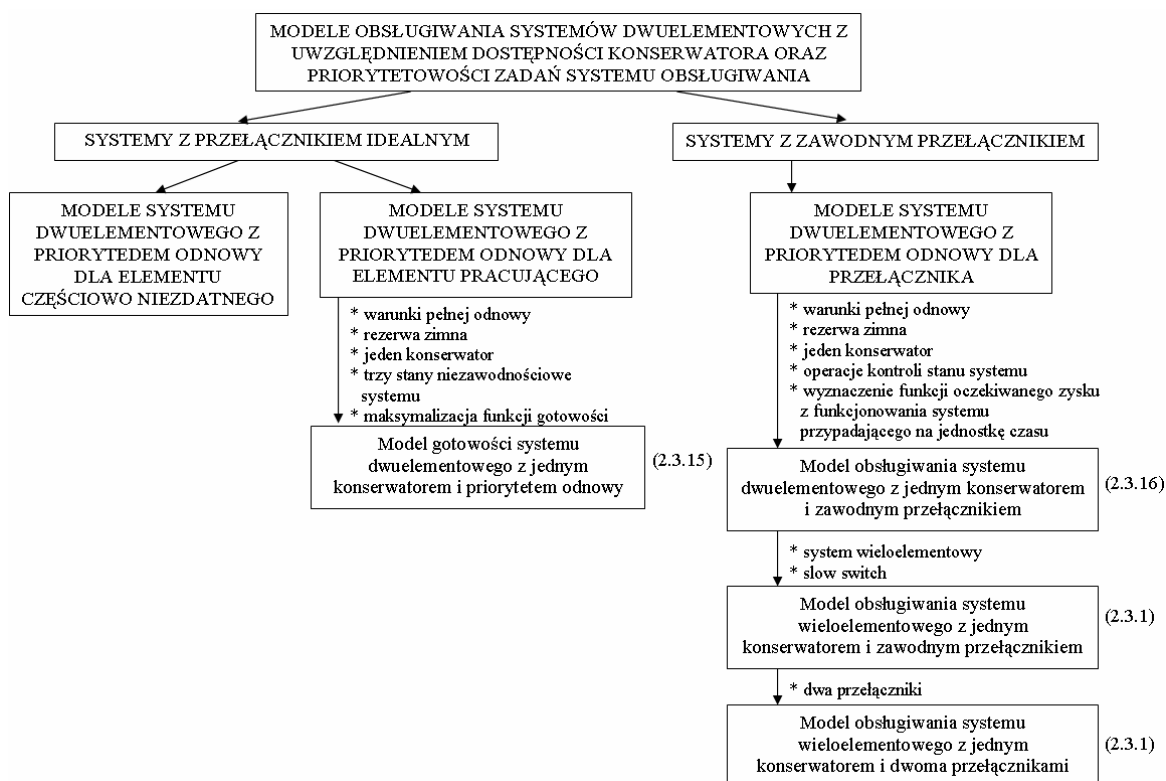 MODELE OBSŁUGIWANIA SYSTEMÓW DWUELEMENTOWYCH Z
UWZGLĘDNIENIEM DOSTĘPNOŚCI KONSERWATORA ORAZ
PRIORYTETOWOŚCI ZADAŃ SYSTEMU OBSŁUGIWANIA
SYSTEMY Z PRZEŁĄCZNIKIEM IDEALNYM
SYSTEMY Z ZAWODNYM PRZEŁĄCZNIKIEM
MODELE SYSTEMU
DWUELEMENTOWEGO Z
PRIORYTEDEM ODNOWY
DLA ELEMENTU
CZĘŚCIOWO NIEZDATNEGO
MODELE SYSTEMU
DWUELEMENTOWEGO Z
PRIORYTEDEM ODNOWY DLA
ELEMENTU PRACUJĄCEGO
MODELE SYSTEMU
DWUELEMENTOWEGO Z
PRIORYTEDEM ODNOWY DLA
PRZEŁĄCZNIKA
* warunki pełnej odnowy
* rezerwa zimna
* jeden konserwator
* trzy stany niezawodnościowe
systemu
* maksymalizacja funkcji gotowości
Model gotowości systemu
dwuelementowego z jednym
konserwatorem i priorytetem odnowy
(2.3.15)
* warunki pełnej odnowy
* rezerwa zimna
* jeden konserwator
* operacje kontroli stanu systemu
* wyznaczenie funkcji oczekiwanego zysku
z funkcjonowania systemu
przypadającego na jednostkę czasu
Model obsługiwania systemu
dwuelementowego z jednym konserwatorem
i zawodnym przełącznikiem
(2.3.16)
* system wieloelementowy
* slow switch
Model obsługiwania systemu
wieloelementowego z jednym
konserwatorem i zawodnym przełącznikiem
(2.3.1)
* dwa przełączniki
Model obsługiwania systemu
wieloelementowego z jednym
konserwatorem i dwoma przełącznikami
(2.3.1)